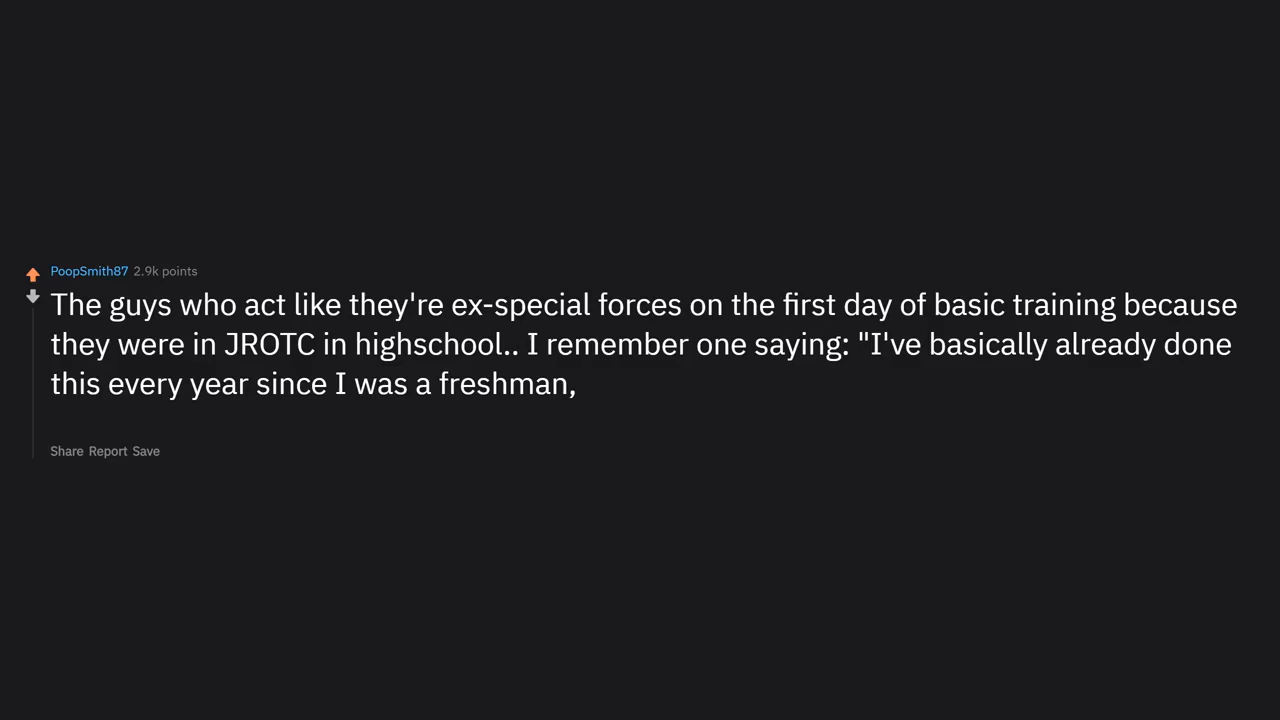 PoopSmith87 2.9k points
The guys who act like they're ex-special forces on the first day of basic training because
they were in JROTC in highschool.. I remember one saying: "I've basically already done
this every year since I was a freshman,
Share Report Save